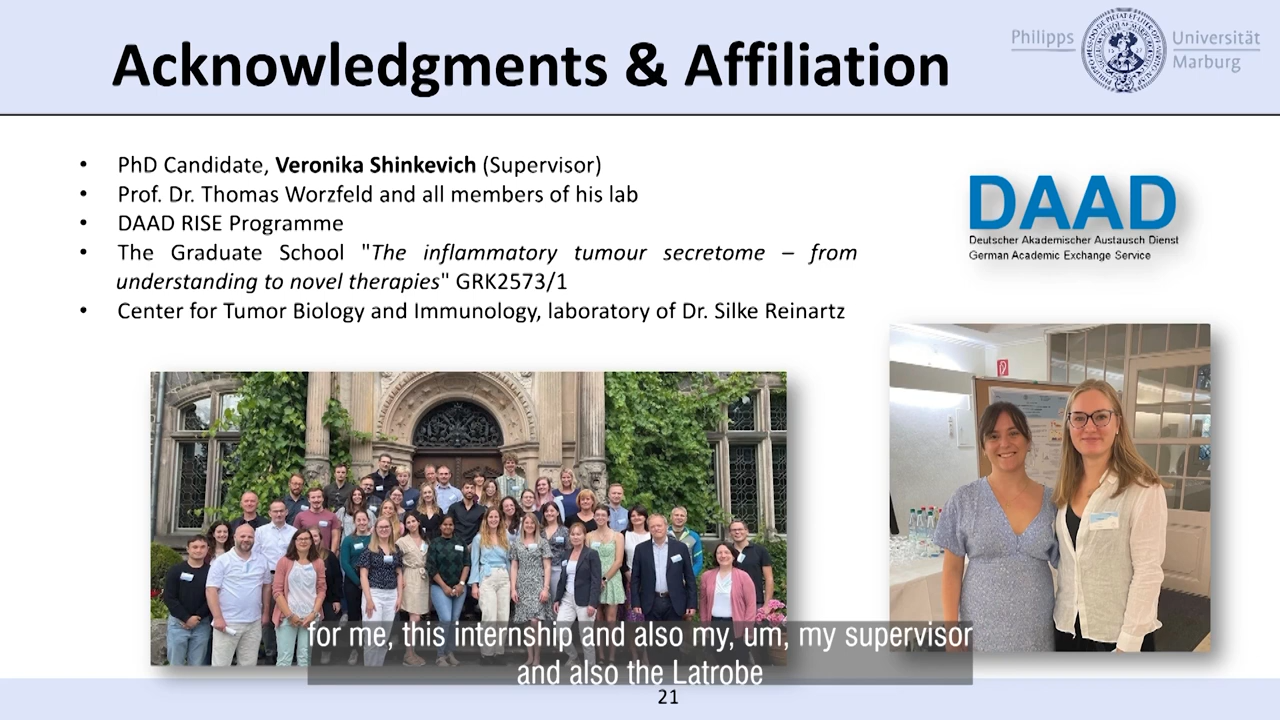 Acknowledgments & Affiliation
Philipps
Universität
Marburg
• PhD Candidate, Veronika Shinkevich (Supervisor)
• Prof. Dr. Thomas Worzfeld and all members of his lab
• DAAD RISE Programme
• The Graduate School "The inflammatory tumour secretome – from
understanding to novel therapies" GRK2573/1
• Center for Tumor Biology and Immunology, laboratory of Dr. Silke Reinartz
DAAD
Deutscher Akademischer Austausch Dienst
German Academic Exchange Service
for me, this internship and also my, um, my supervisor
and also the Latrobe
21